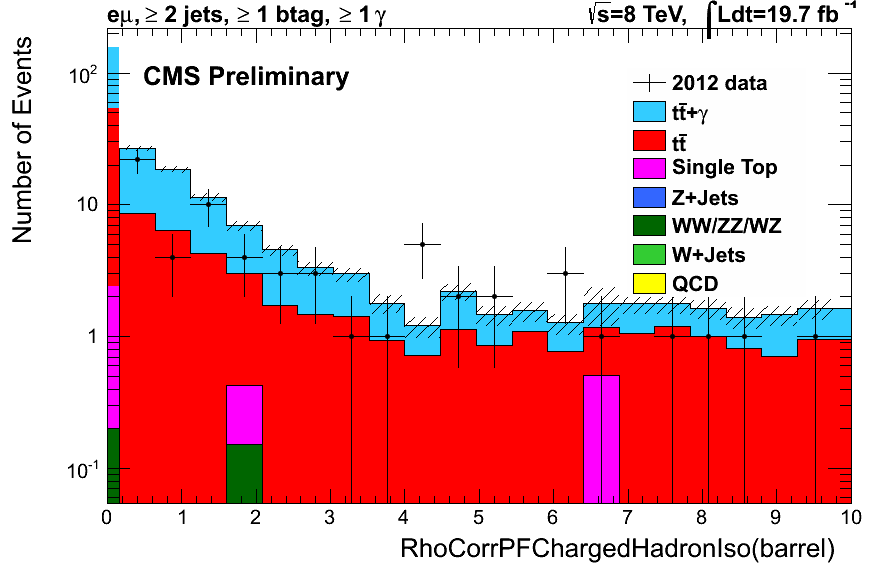 eμ, ≥ 2 jets, ≥ 1 btag, ≥ 1 γ
√s=8 TeV, ∫Ldt=19.7 fb⁻¹
CMS Preliminary
2012 data
tt̄+γ
tt̄
Single Top
Z+Jets
WW/ZZ/WZ
W+Jets
QCD
Number of Events
10²
10
1
10⁻¹
0 1 2 3 4 5 6 7 8 9 10
RhoCorrPFChargedHadronIso(barrel)